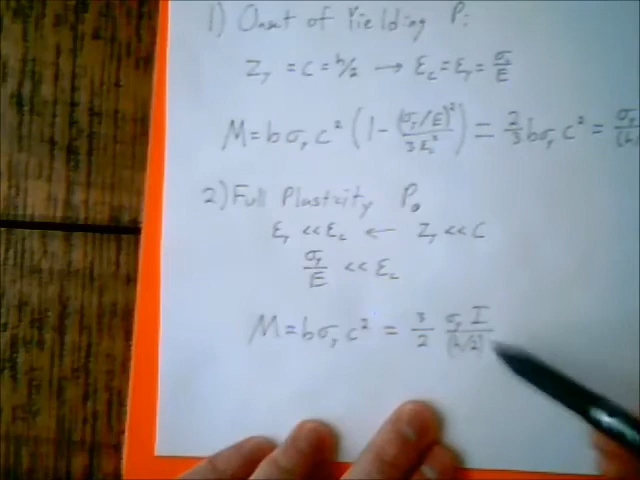 1) Onset of Yielding P:
Zy = c = h/2 → εc = εy = σy/E
M = bσy c² (1 - (σy/E)²/3εc²) = 2/3 bσy c² = σy
2) Full Plasticity Po
εy << εc ← Zy << c
σy/E << εc
M = bσy c² = 3/2 σy I/(h/2)